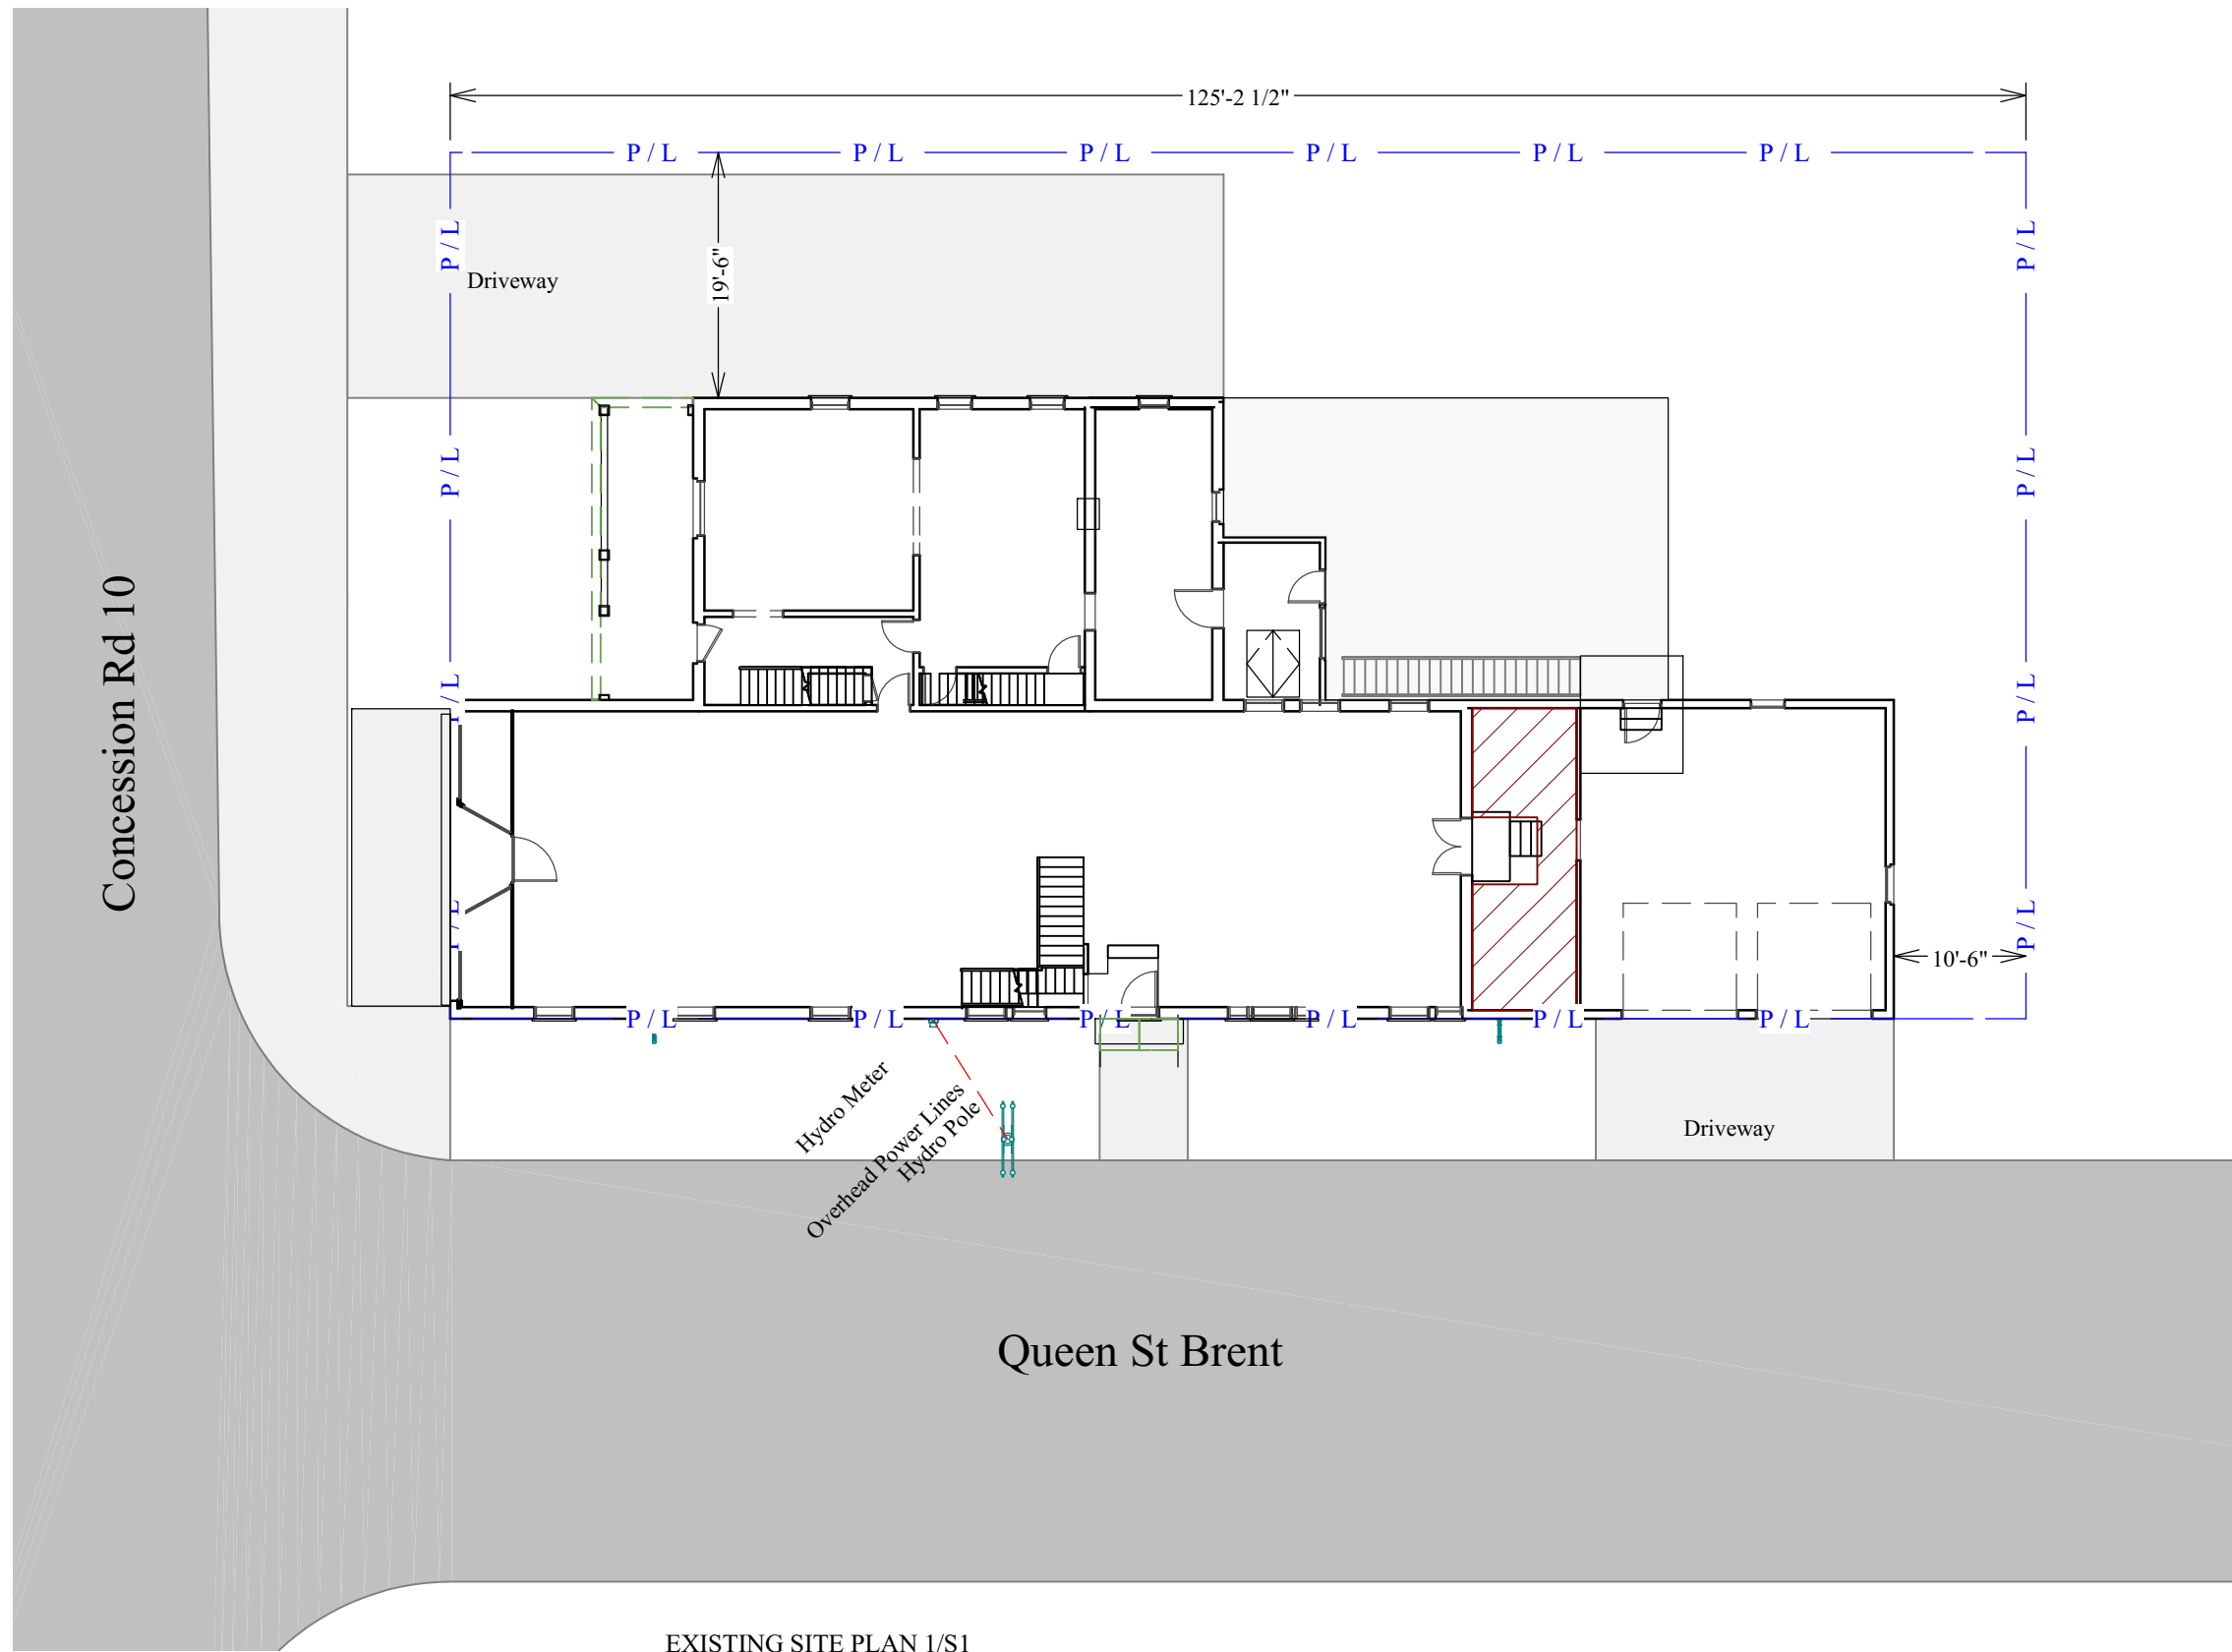 125'-2 1/2"
P / L
P / L
P / L
P / L
P / L
P / L
P / L
P / L
Driveway
19'-6"
P / L
P / L
Concession Rd 10
P / L
P / L
P / L
P / L
10'-6"
P / L
P / L
P / L
P / L
P / L
P / L
Hydro Meter
Overhead Power Lines
Hydro Pole
Driveway
Queen St Brent
EXISTING SITE PLAN 1/S1